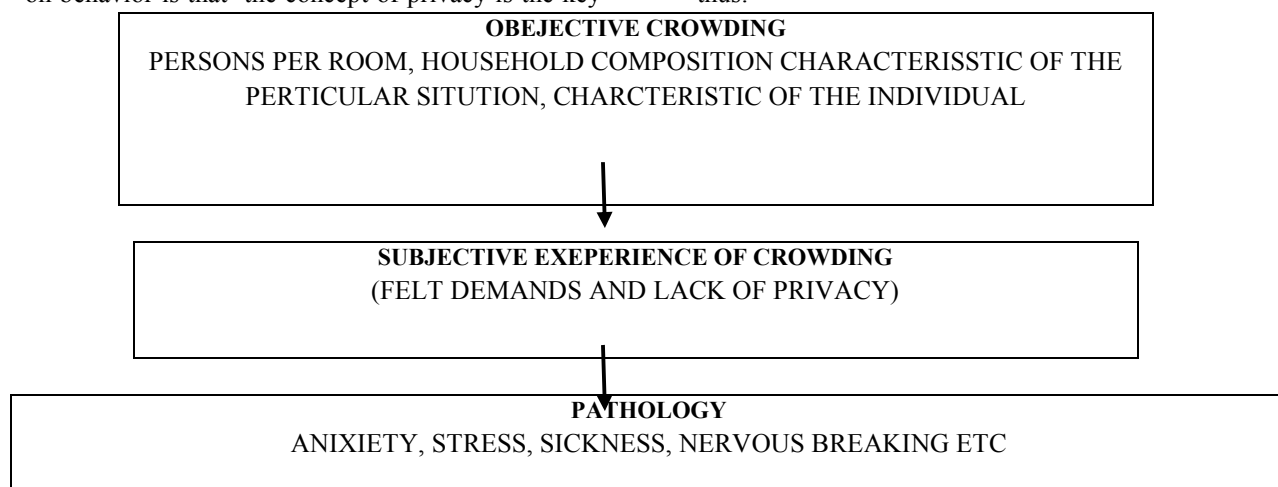 on behavior is that "the concept of privacy is the key thus:
OBEJECTIVE CROWDING
PERSONS PER ROOM, HOUSEHOLD COMPOSITION CHARACTERISSTIC OF THE
PERTICULAR SITUTION, CHARCTERISTIC OF THE INDIVIDUAL
SUBJECTIVE EXEPERIENCE OF CROWDING
(FELT DEMANDS AND LACK OF PRIVACY)
PATHOLOGY
ANIXIETY, STRESS, SICKNESS, NERVOUS BREAKING ETC